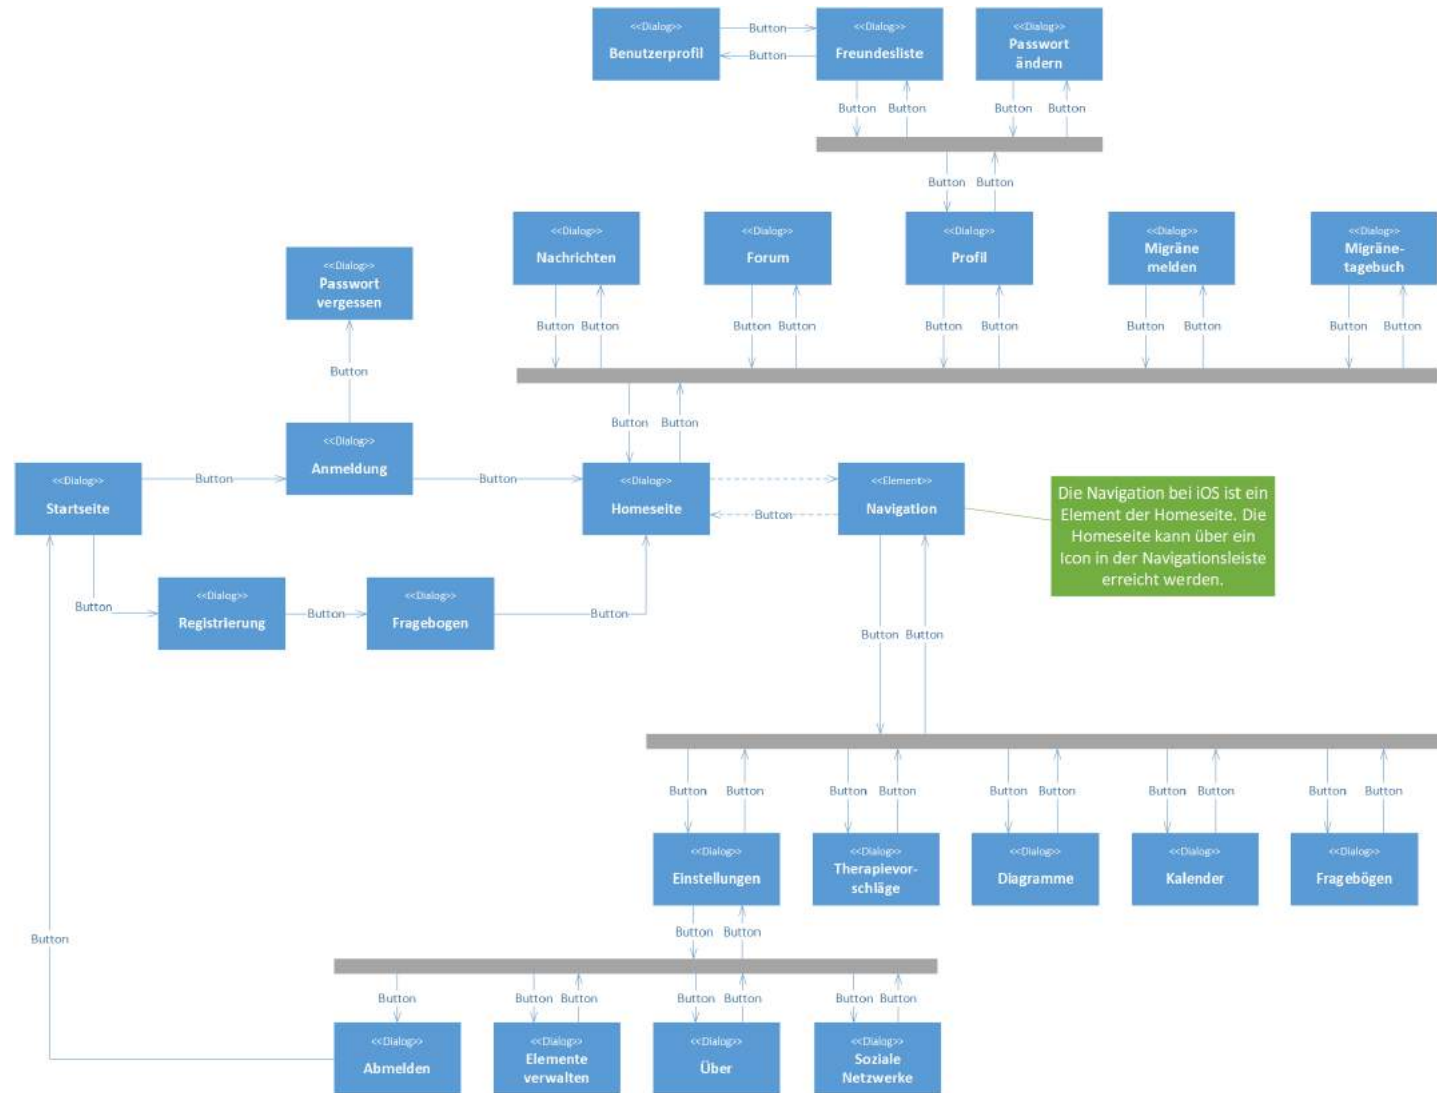 <<Dialog>>
Benutzerprofil
Button
Button
<<Dialog>>
Freundesliste
<<Dialog>>
Passwort
ändern
Button
Button
Button
Button
Button
Button
<<Dialog>>
Nachrichten
<<Dialog>>
Forum
<<Dialog>>
Profil
<<Dialog>>
Migräne
melden
<<Dialog>>
Migräne-
tagebuch
<<Dialog>>
Passwort
vergessen
Button
Button
Button
Button
Button
Button
Button
Button
Button
Button
Button
Button
Button
<<Dialog>>
Startseite
Button
<<Dialog>>
Anmeldung
Button
<<Dialog>>
Homeseite
Button
<<Element>>
Navigation
Die Navigation bei iOS ist ein
Element der Homeseite. Die
Homeseite kann über ein
Icon in der Navigationsleiste
erreicht werden.
Button
<<Dialog>>
Registrierung
Button
<<Dialog>>
Fragebogen
Button
Button
Button
Button
Button
Button
Button
Button
Button
Button
Button
Button
Button
<<Dialog>>
Einstellungen
<<Dialog>>
Therapievor-
schläge
<<Dialog>>
Diagramme
<<Dialog>>
Kalender
<<Dialog>>
Fragebögen
Button
Button
Button
Button
Button
Button
Button
Button
Button
Button
<<Dialog>>
Abmelden
<<Dialog>>
Elemente
verwalten
<<Dialog>>
Über
<<Dialog>>
Soziale
Netzwerke